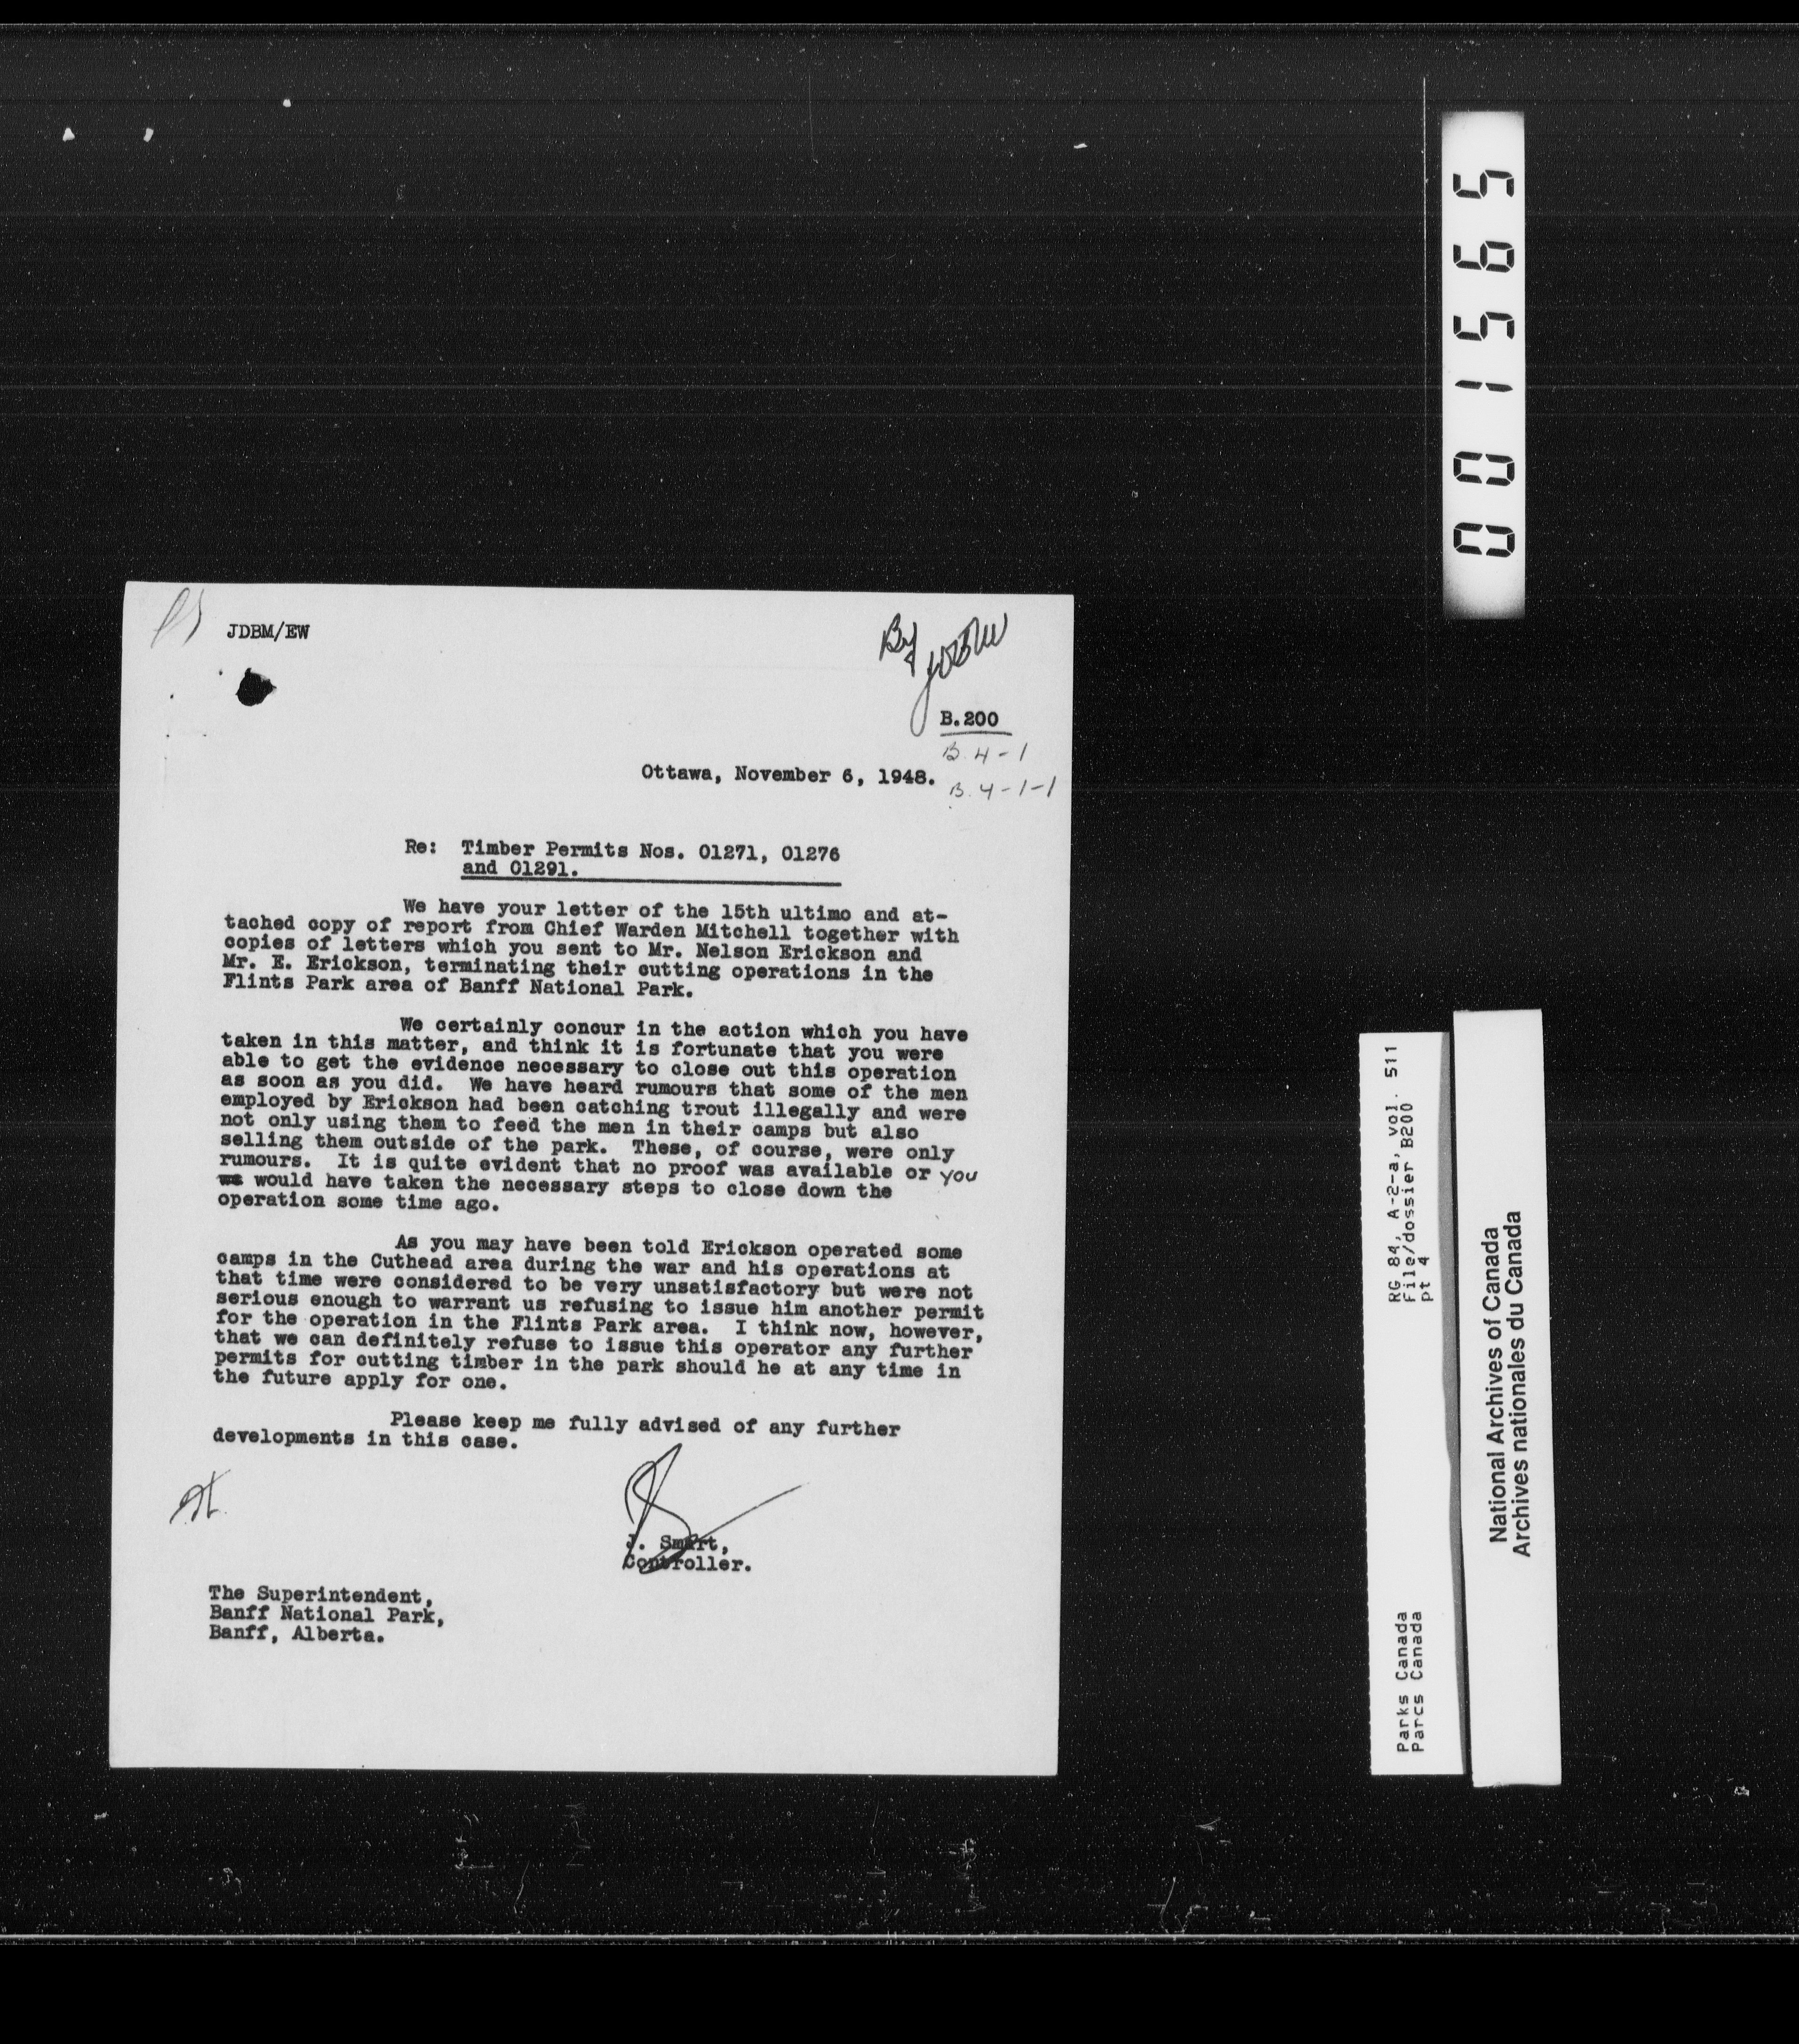 JDBM/EW
By
B.200
B.4-1
Ottawa, November 6, 1948.
B.4-1-1
Re: Timber Permits Nos. 01271, 01276
and 01291.
We have your letter of the 15th ultimo and at-
tached copy of report from Chief Warden Mitchell together with
copies of letters which you sent to Mr. Nelson Erickson and
Mr. E. Erickson, terminating their cutting operations in the
Flints Park area of Banff National Park.
We certainly concur in the action which you have
taken in this matter, and think it is fortunate that you were
able to get the evidence necessary to close out this operation
as soon as you did. We have heard rumours that some of the men
employed by Erickson had been catching trout illegally and were
not only using them to feed the men in their camps but also
selling them outside of the park. These, of course, were only
rumours. It is quite evident that no proof was available or you
we would have taken the necessary steps to close down the
operation some time ago.
As you may have been told Erickson operated some
camps in the Cuthead area during the war and his operations at
that time were considered to be very unsatisfactory but were not
serious enough to warrant us refusing to issue him another permit
for the operation in the Flints Park area. I think now, however,
that we can definitely refuse to issue this operator any further
permits for cutting timber in the park should he at any time in
the future apply for one.
Please keep me fully advised of any further
developments in this case.
J. Smart,
Controller.
The Superintendent,
Banff National Park,
Banff, Alberta.
001565
RG 84, A-2-a, vol. 511
File/dossier B200
pt 4
Parks Canada
Parcs Canada
National Archives of Canada
Archives nationales du Canada